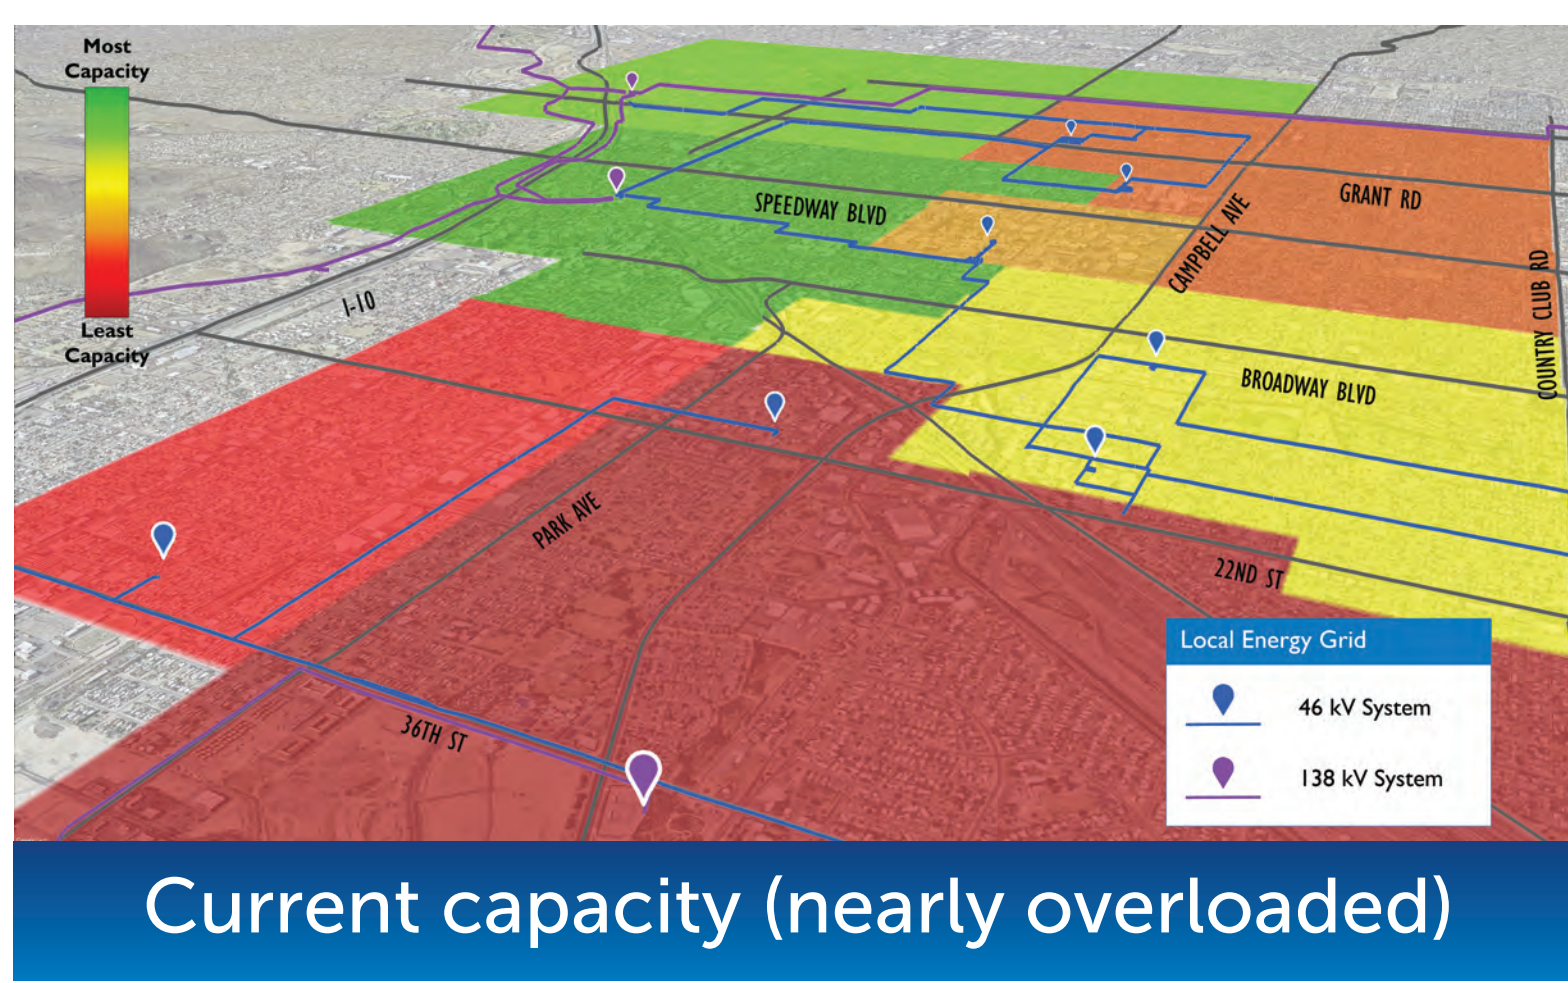 Most
Capacity
Least
Capacity
I-10
SPEEDWAY BLVD
GRANT RD
CAMPBELL AVE
COUNTRY CLUB RD
BROADWAY BLVD
PARK AVE
22ND ST
36TH ST
Local Energy Grid
46 kV System
138 kV System
Current capacity (nearly overloaded)